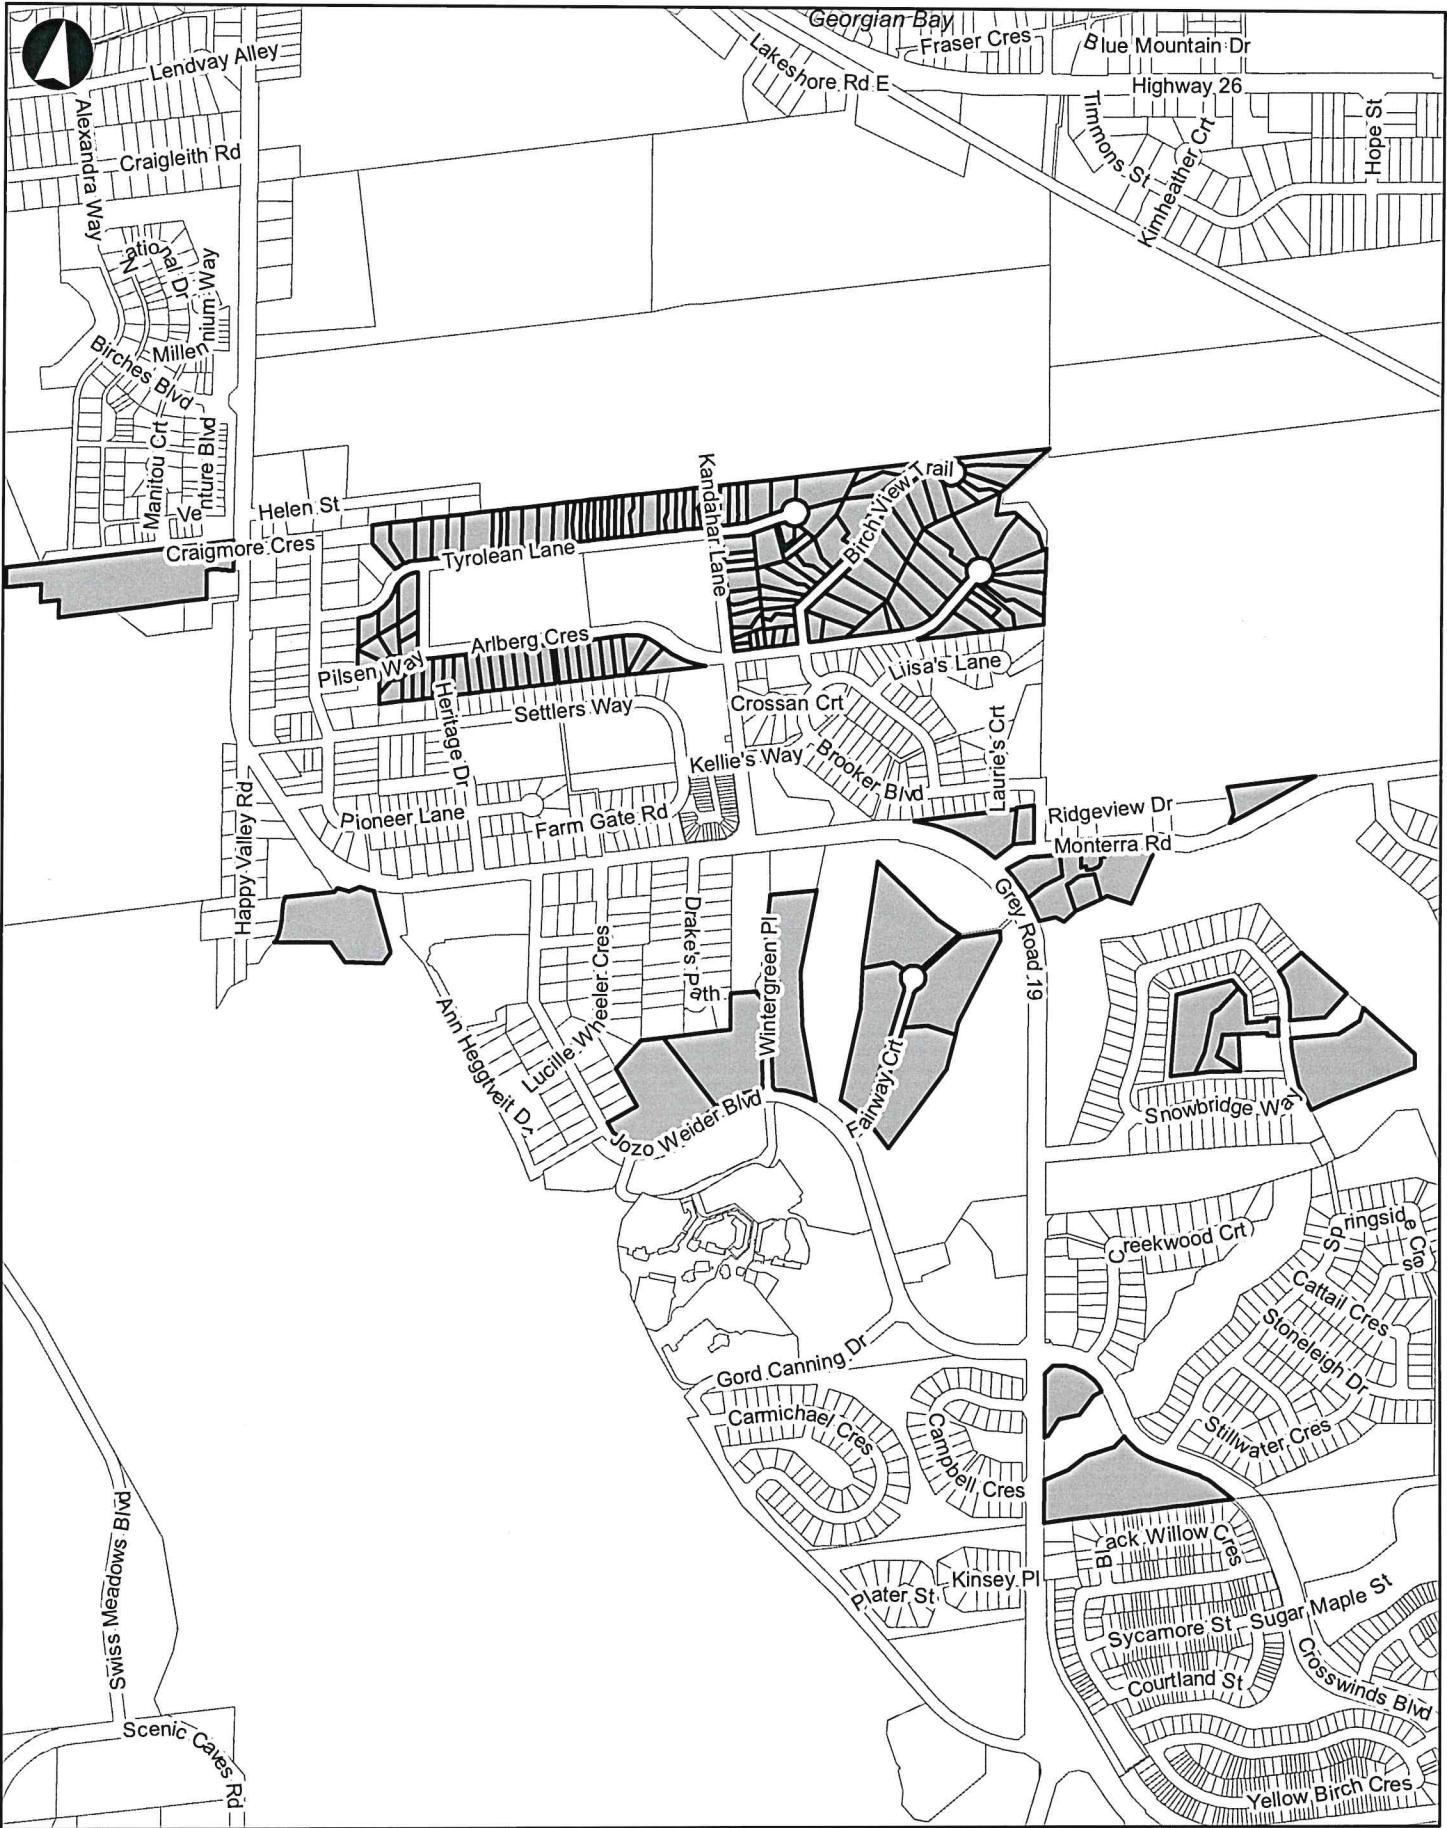 Georgian Bay
Fraser Cres
Blue Mountain Dr
Lendvay Alley
Lakeshore Rd E
Highway 26
Alexandra Way
Timmons St
Kimheather Crt
Hope St
Craigleith Rd
National Dr
Millennium Way
Birches Blvd
Manitou Crt
Venture Blvd
Kandahar Lane
Birch View Trail
Helen St
Craigmore Cres
Tyrolean Lane
Arlberg Cres
Pilsen Way
Liisa's Lane
Heritage Dr
Settlers Way
Crossan Crt
Laurie's Crt
Kellie's Way
Brooker Blvd
Happy Valley Rd
Pioneer Lane
Farm Gate Rd
Ridgeview Dr
Monterra Rd
Grey Road 19
Drake's Path
Wintergreen Pl
Lucille Wheeler Cres
Ann Heggtveit Dr
Fairway Crt
Jozo Weider Blvd
Snowbridge Way
Springside Cres
Creekwood Crt
Cattail Cres
Stoneleigh Dr
Gord Canning Dr
Carmichael Cres
Campbell Cres
Stillwater Cres
Swiss Meadows Blvd
Black Willow Cres
Kinsey Pl
Plater St
Sycamore St
Sugar Maple St
Courtland St
Crosswinds Blvd
Scenic Caves Rd
Yellow Birch Cres